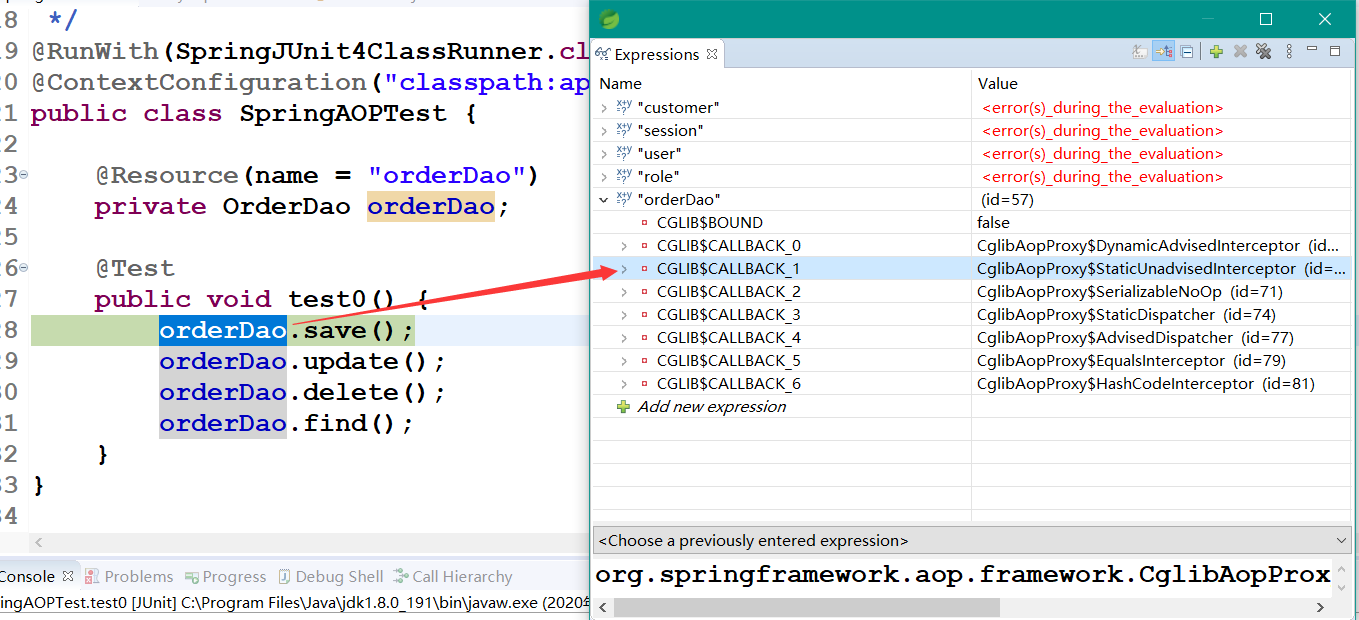 8 */
9 @RunWith(SpringJUnit4ClassRunner.cl
0 @ContextConfiguration("classpath:ap
1 public class SpringAOPTest {
2
3 @Resource(name = "orderDao")
4 private OrderDao orderDao;
5
6 @Test
7 public void test0() {
8 orderDao.save();
9 orderDao.update();
0 orderDao.delete();
1 orderDao.find();
2 }
3 }
4
Console Problems Progress Debug Shell Call Hierarchy
ingAOPTest.test0 [JUnit] C:\Program Files\Java\jdk1.8.0_191\bin\javaw.exe (2020年
Expressions
Name Value
"customer" <error(s)_during_the_evaluation>
"session" <error(s)_during_the_evaluation>
"user" <error(s)_during_the_evaluation>
"role" <error(s)_during_the_evaluation>
"orderDao" (id=57)
CGLIB$BOUND false
CGLIB$CALLBACK_0 CglibAopProxy$DynamicAdvisedInterceptor (id...
CGLIB$CALLBACK_1 CglibAopProxy$StaticUnadvisedInterceptor (id=...
CGLIB$CALLBACK_2 CglibAopProxy$SerializableNoOp (id=71)
CGLIB$CALLBACK_3 CglibAopProxy$StaticDispatcher (id=74)
CGLIB$CALLBACK_4 CglibAopProxy$AdvisedDispatcher (id=77)
CGLIB$CALLBACK_5 CglibAopProxy$EqualsInterceptor (id=79)
CGLIB$CALLBACK_6 CglibAopProxy$HashCodeInterceptor (id=81)
Add new expression
<Choose a previously entered expression>
org.springframework.aop.framework.CglibAopProx